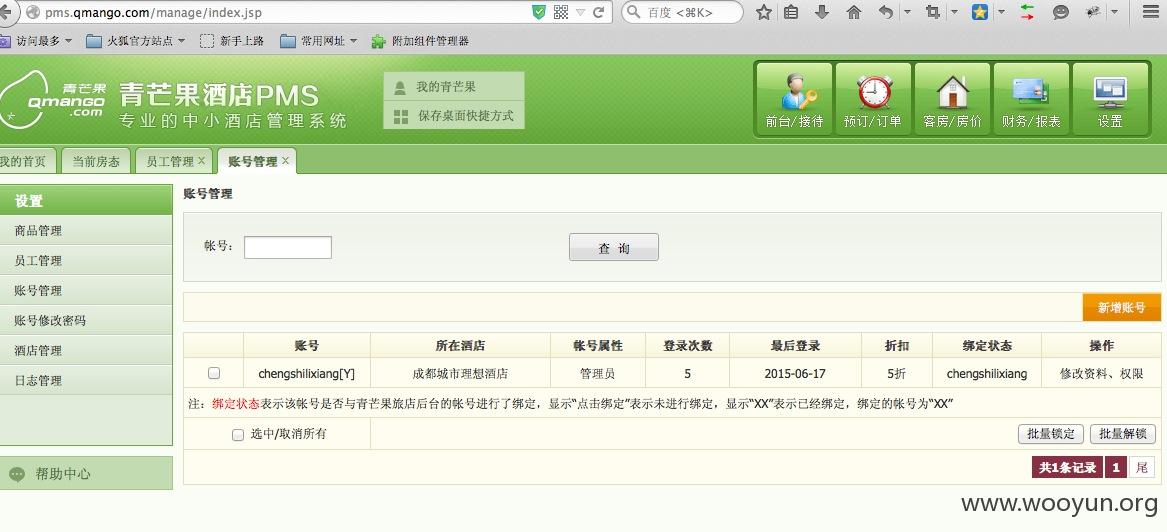 pms.qmango.com/manage/index.jsp
百度 <⌘K>
访问最多 火狐官方站点 新手上路 常用网址 附加组件管理器
青芒果
Qmango
.com
青芒果酒店PMS
专业的中小酒店管理系统
我的青芒果
保存桌面快捷方式
前台/接待 预订/订单 客房/房价 财务/报表 设置
我的首页 当前房态 员工管理 x 账号管理 x
设置
商品管理
员工管理
账号管理
账号修改密码
酒店管理
日志管理
帮助中心
账号管理
帐号： 查 询
新增账号
账号 所在酒店 帐号属性 登录次数 最后登录 折扣 绑定状态 操作
chengshilixiang[Y] 成都城市理想酒店 管理员 5 2015-06-17 5折 chengshilixiang 修改资料、权限
注：绑定状态表示该帐号是否与青芒果旅店后台的帐号进行了绑定，显示“点击绑定”表示未进行绑定，显示“XX”表示已经绑定，绑定的帐号为“XX”
选中/取消所有 批量锁定 批量解锁
共1条记录 1 尾
www.wooyun.org